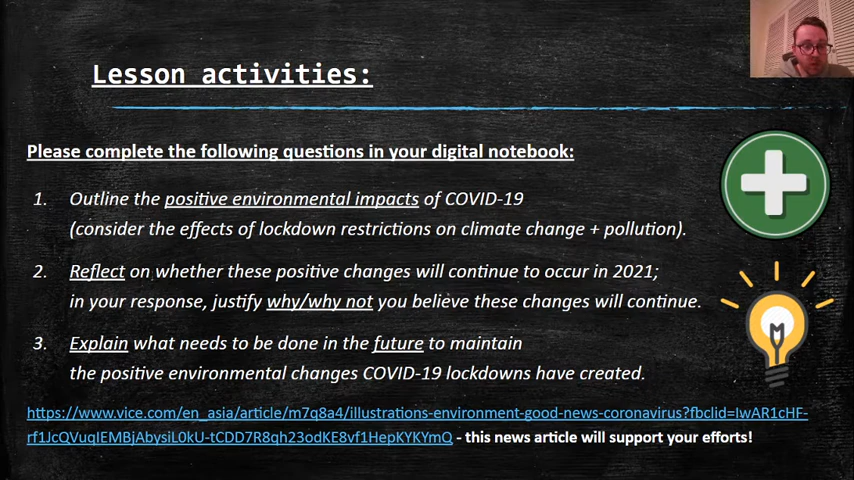 Lesson activities:
Please complete the following questions in your digital notebook:
1. Outline the positive environmental impacts of COVID-19
(consider the effects of lockdown restrictions on climate change + pollution).
2. Reflect on whether these positive changes will continue to occur in 2021;
in your response, justify why/why not you believe these changes will continue.
3. Explain what needs to be done in the future to maintain
the positive environmental changes COVID-19 lockdowns have created.
https://www.vice.com/en_asia/article/m7q8a4/illustrations-environment-good-news-coronavirus?fbclid=IwAR1cHF-
rf1JcQVuqIEMBjAbysiL0kU-tCDD7R8qh23odKE8vf1HepKYKYmQ - this news article will support your efforts!